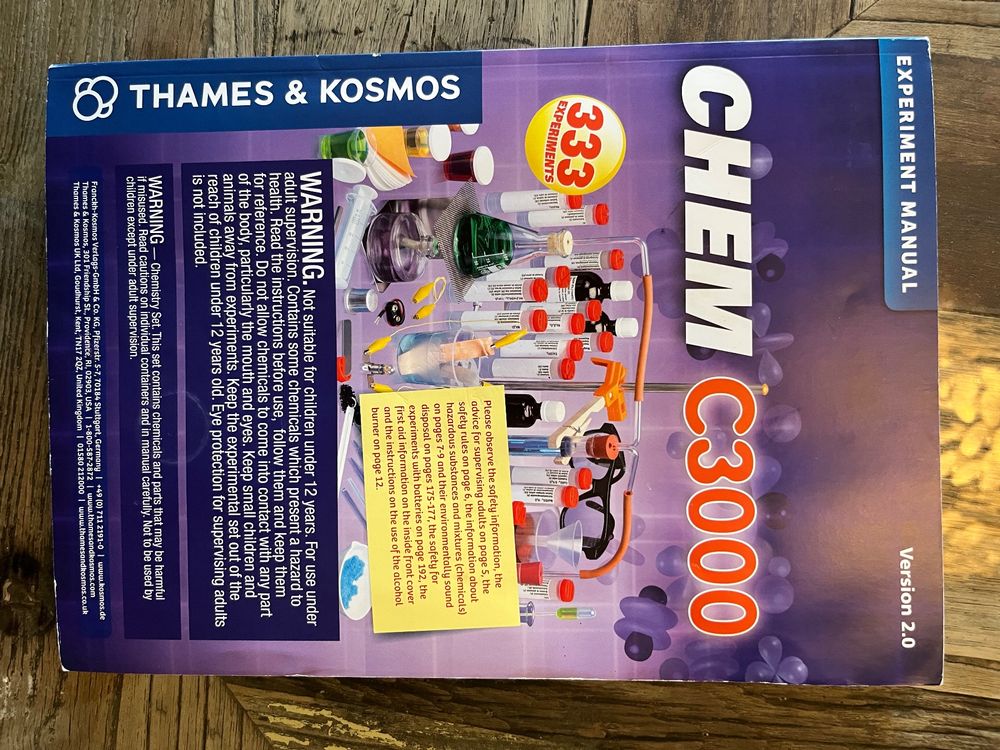 EXPERIMENT MANUAL
CHEM C3000
Version 2.0
333
EXPERIMENTS
Please observe the safety information, the
advice for supervising adults on page 5, the
safety rules on page 6, the information about
hazardous substances and mixtures (chemicals)
on pages 7-9 and their environmentally sound
disposal on pages 175-177, the safety for
experiments with batteries on page 192, the
first aid information on the inside front cover
and the instructions on the use of the alcohol
burner on page 12.
WARNING. Not suitable for children under 12 years. For use under
adult supervision. Contains some chemicals which present a hazard to
health. Read the instructions before use, follow them and keep them
for reference. Do not allow chemicals to come into contact with any part
of the body, particularly the mouth and eyes. Keep small children and
animals away from experiments. Keep the experimental set out of the
reach of children under 12 years old. Eye protection for supervising adults
is not included.
WARNING — Chemistry Set. This set contains chemicals and parts that may be harmful
if misused. Read cautions on individual containers and in manual carefully. Not to be used by
children except under adult supervision.
Franckh-Kosmos Verlags-GmbH & Co. KG, Pfizerstr. 5-7, 70184 Stuttgart, Germany | +49 (0) 711 2191-0 | www.kosmos.de
Thames & Kosmos, 301 Friendship St., Providence, RI, 02903, USA | 1-800-587-2872 | www.thamesandkosmos.com
Thames & Kosmos UK Ltd, Goudhurst, Kent, TN17 2QZ, United Kingdom | 01580 212000 | www.thamesandkosmos.co.uk
THAMES & KOSMOS